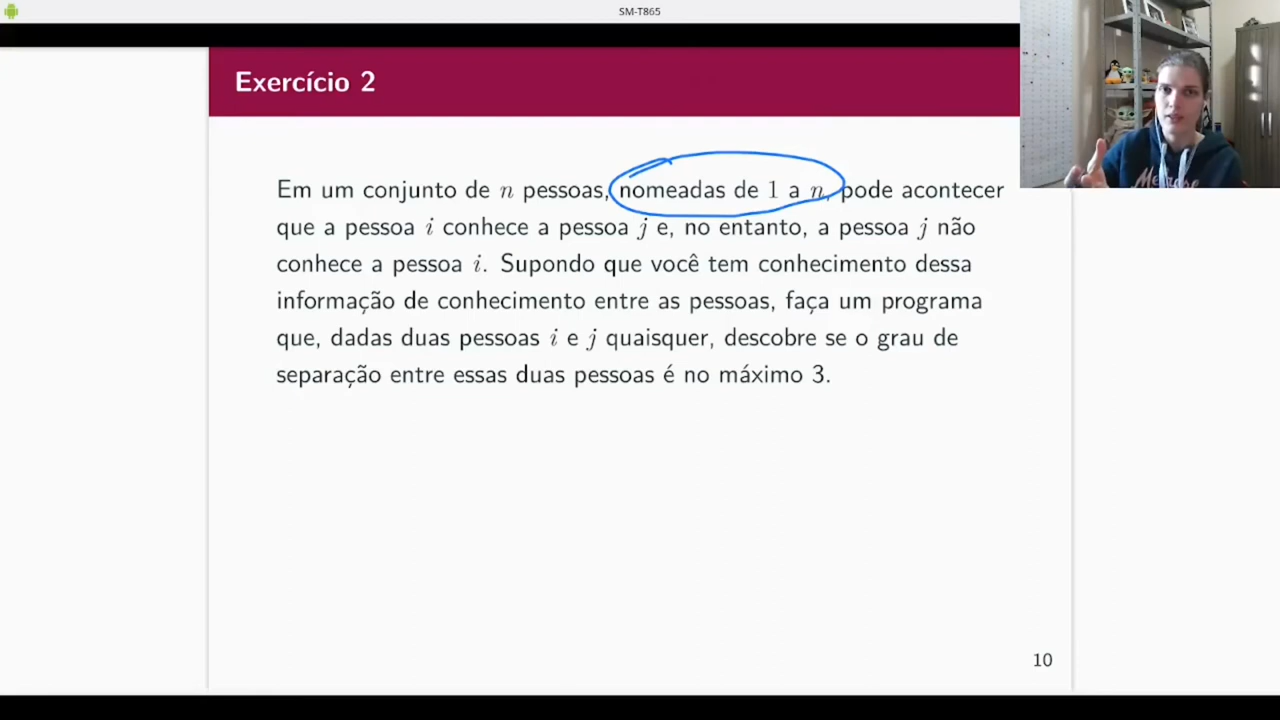 SM-T865
Exercício 2
Em um conjunto de n pessoas, nomeadas de 1 a n, pode acontecer
que a pessoa i conhece a pessoa j e, no entanto, a pessoa j não
conhece a pessoa i. Supondo que você tem conhecimento dessa
informação de conhecimento entre as pessoas, faça um programa
que, dadas duas pessoas i e j quaisquer, descobre se o grau de
separação entre essas duas pessoas é no máximo 3.
10